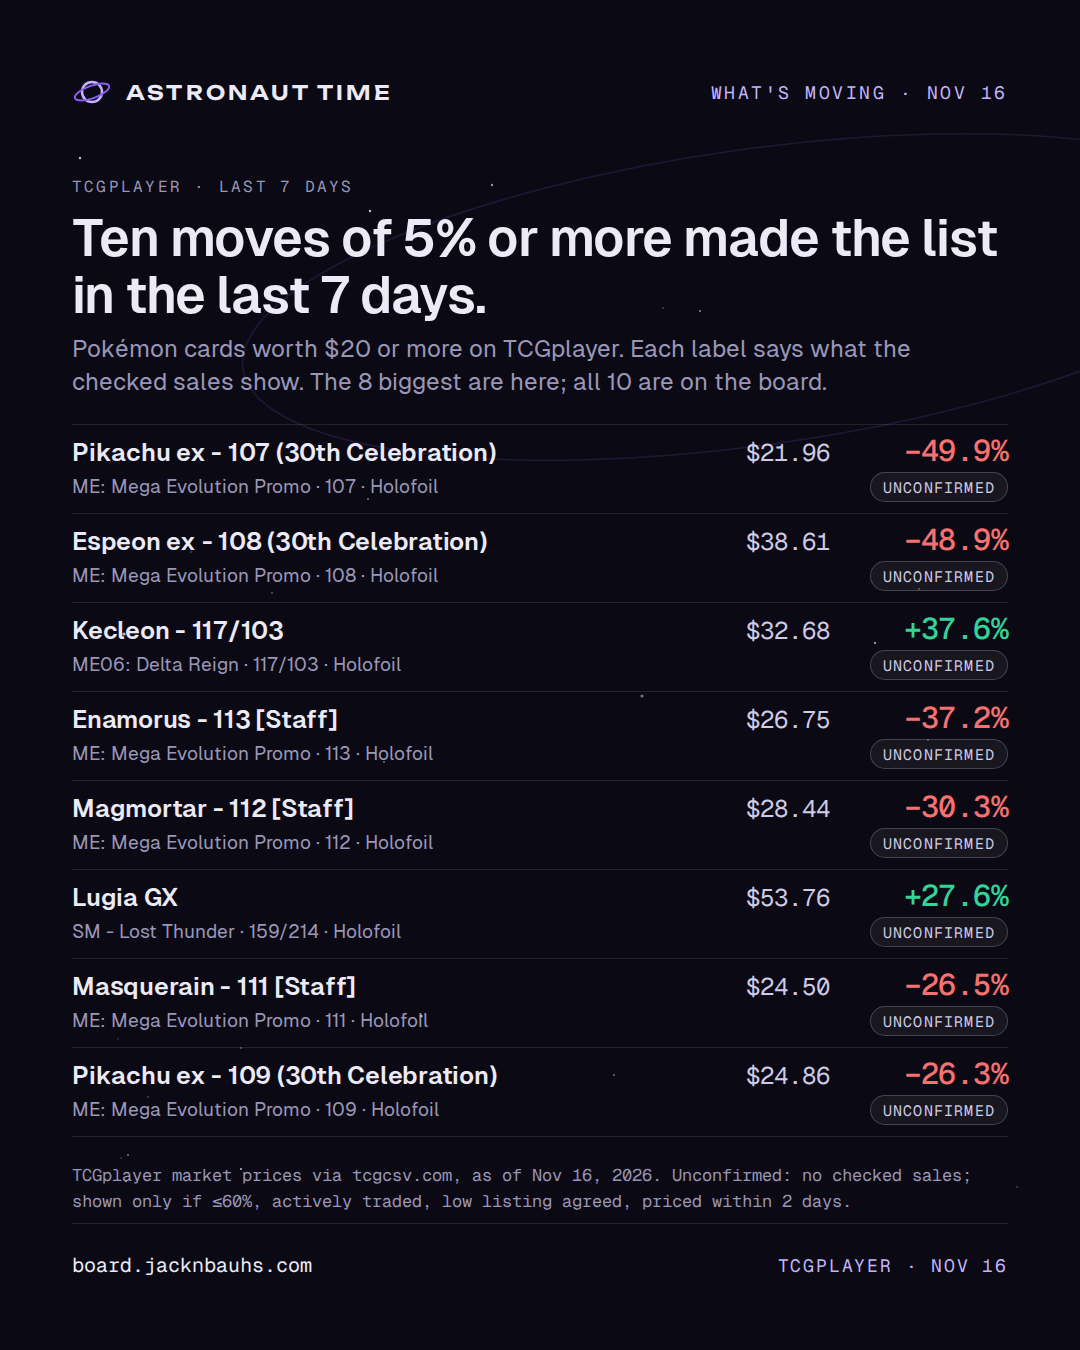 ASTRONAUT TIME
WHAT'S MOVING · NOV 16
TCGPLAYER · LAST 7 DAYS
Ten moves of 5% or more made the list
in the last 7 days.
Pokémon cards worth $20 or more on TCGplayer. Each label says what the
checked sales show. The 8 biggest are here; all 10 are on the board.
Pikachu ex - 107 (30th Celebration) $21.96 −49.9%
ME: Mega Evolution Promo · 107 · Holofoil UNCONFIRMED
Espeon ex - 108 (30th Celebration) $38.61 −48.9%
ME: Mega Evolution Promo · 108 · Holofoil UNCONFIRMED
Kecleon - 117/103 $32.68 +37.6%
ME06: Delta Reign · 117/103 · Holofoil UNCONFIRMED
Enamorus - 113 [Staff] $26.75 −37.2%
ME: Mega Evolution Promo · 113 · Holofoil UNCONFIRMED
Magmortar - 112 [Staff] $28.44 −30.3%
ME: Mega Evolution Promo · 112 · Holofoil UNCONFIRMED
Lugia GX $53.76 +27.6%
SM - Lost Thunder · 159/214 · Holofoil UNCONFIRMED
Masquerain - 111 [Staff] $24.50 −26.5%
ME: Mega Evolution Promo · 111 · Holofoil UNCONFIRMED
Pikachu ex - 109 (30th Celebration) $24.86 −26.3%
ME: Mega Evolution Promo · 109 · Holofoil UNCONFIRMED
TCGplayer market prices via tcgcsv.com, as of Nov 16, 2026. Unconfirmed: no checked sales;
shown only if ≤60%, actively traded, low listing agreed, priced within 2 days.
board.jacknbauhs.com
TCGPLAYER · NOV 16